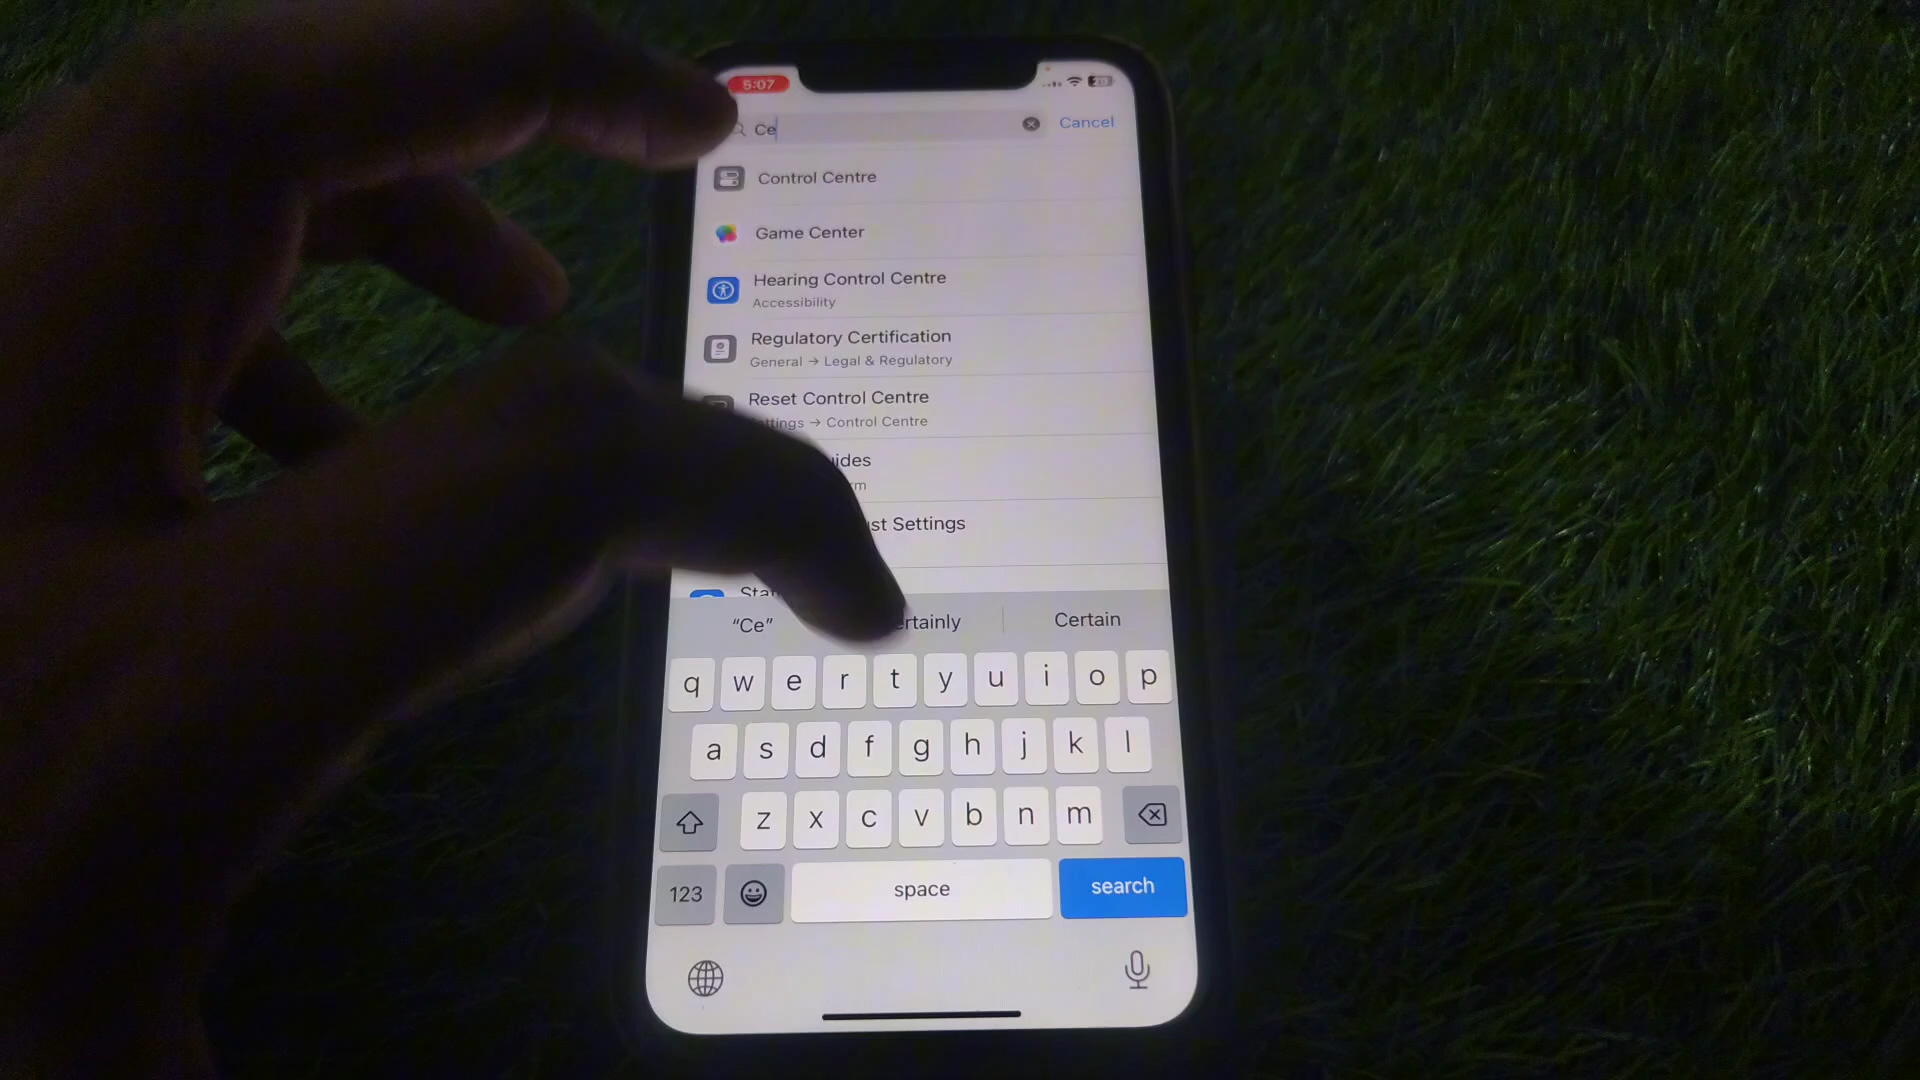 5:07
Ce
Cancel
Control Centre
Game Center
Hearing Control Centre
Accessibility
Regulatory Certification
General → Legal & Regulatory
Reset Control Centre
→ Control Centre
Settings
“Ce”
Certain
q w e r t y u i o p
a s d f g h j k l
z x c v b n m
123
space
search